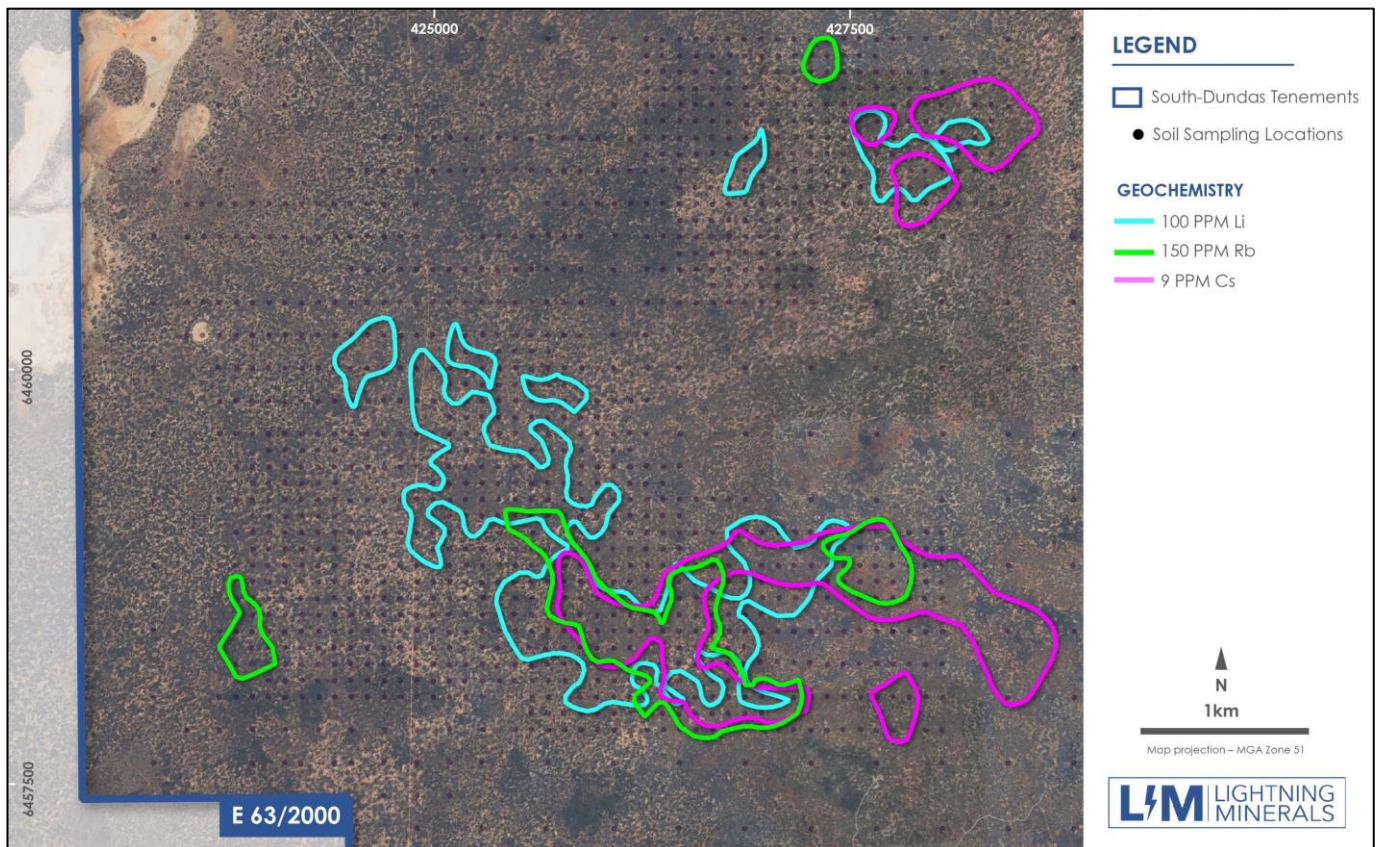 425000
427500
6460000
6457500
E 63/2000
LEGEND
South-Dundas Tenements
Soil Sampling Locations
GEOCHEMISTRY
100 PPM Li
150 PPM Rb
9 PPM Cs
N
1km
Map projection – MGA Zone 51
LM LIGHTNING
MINERALS